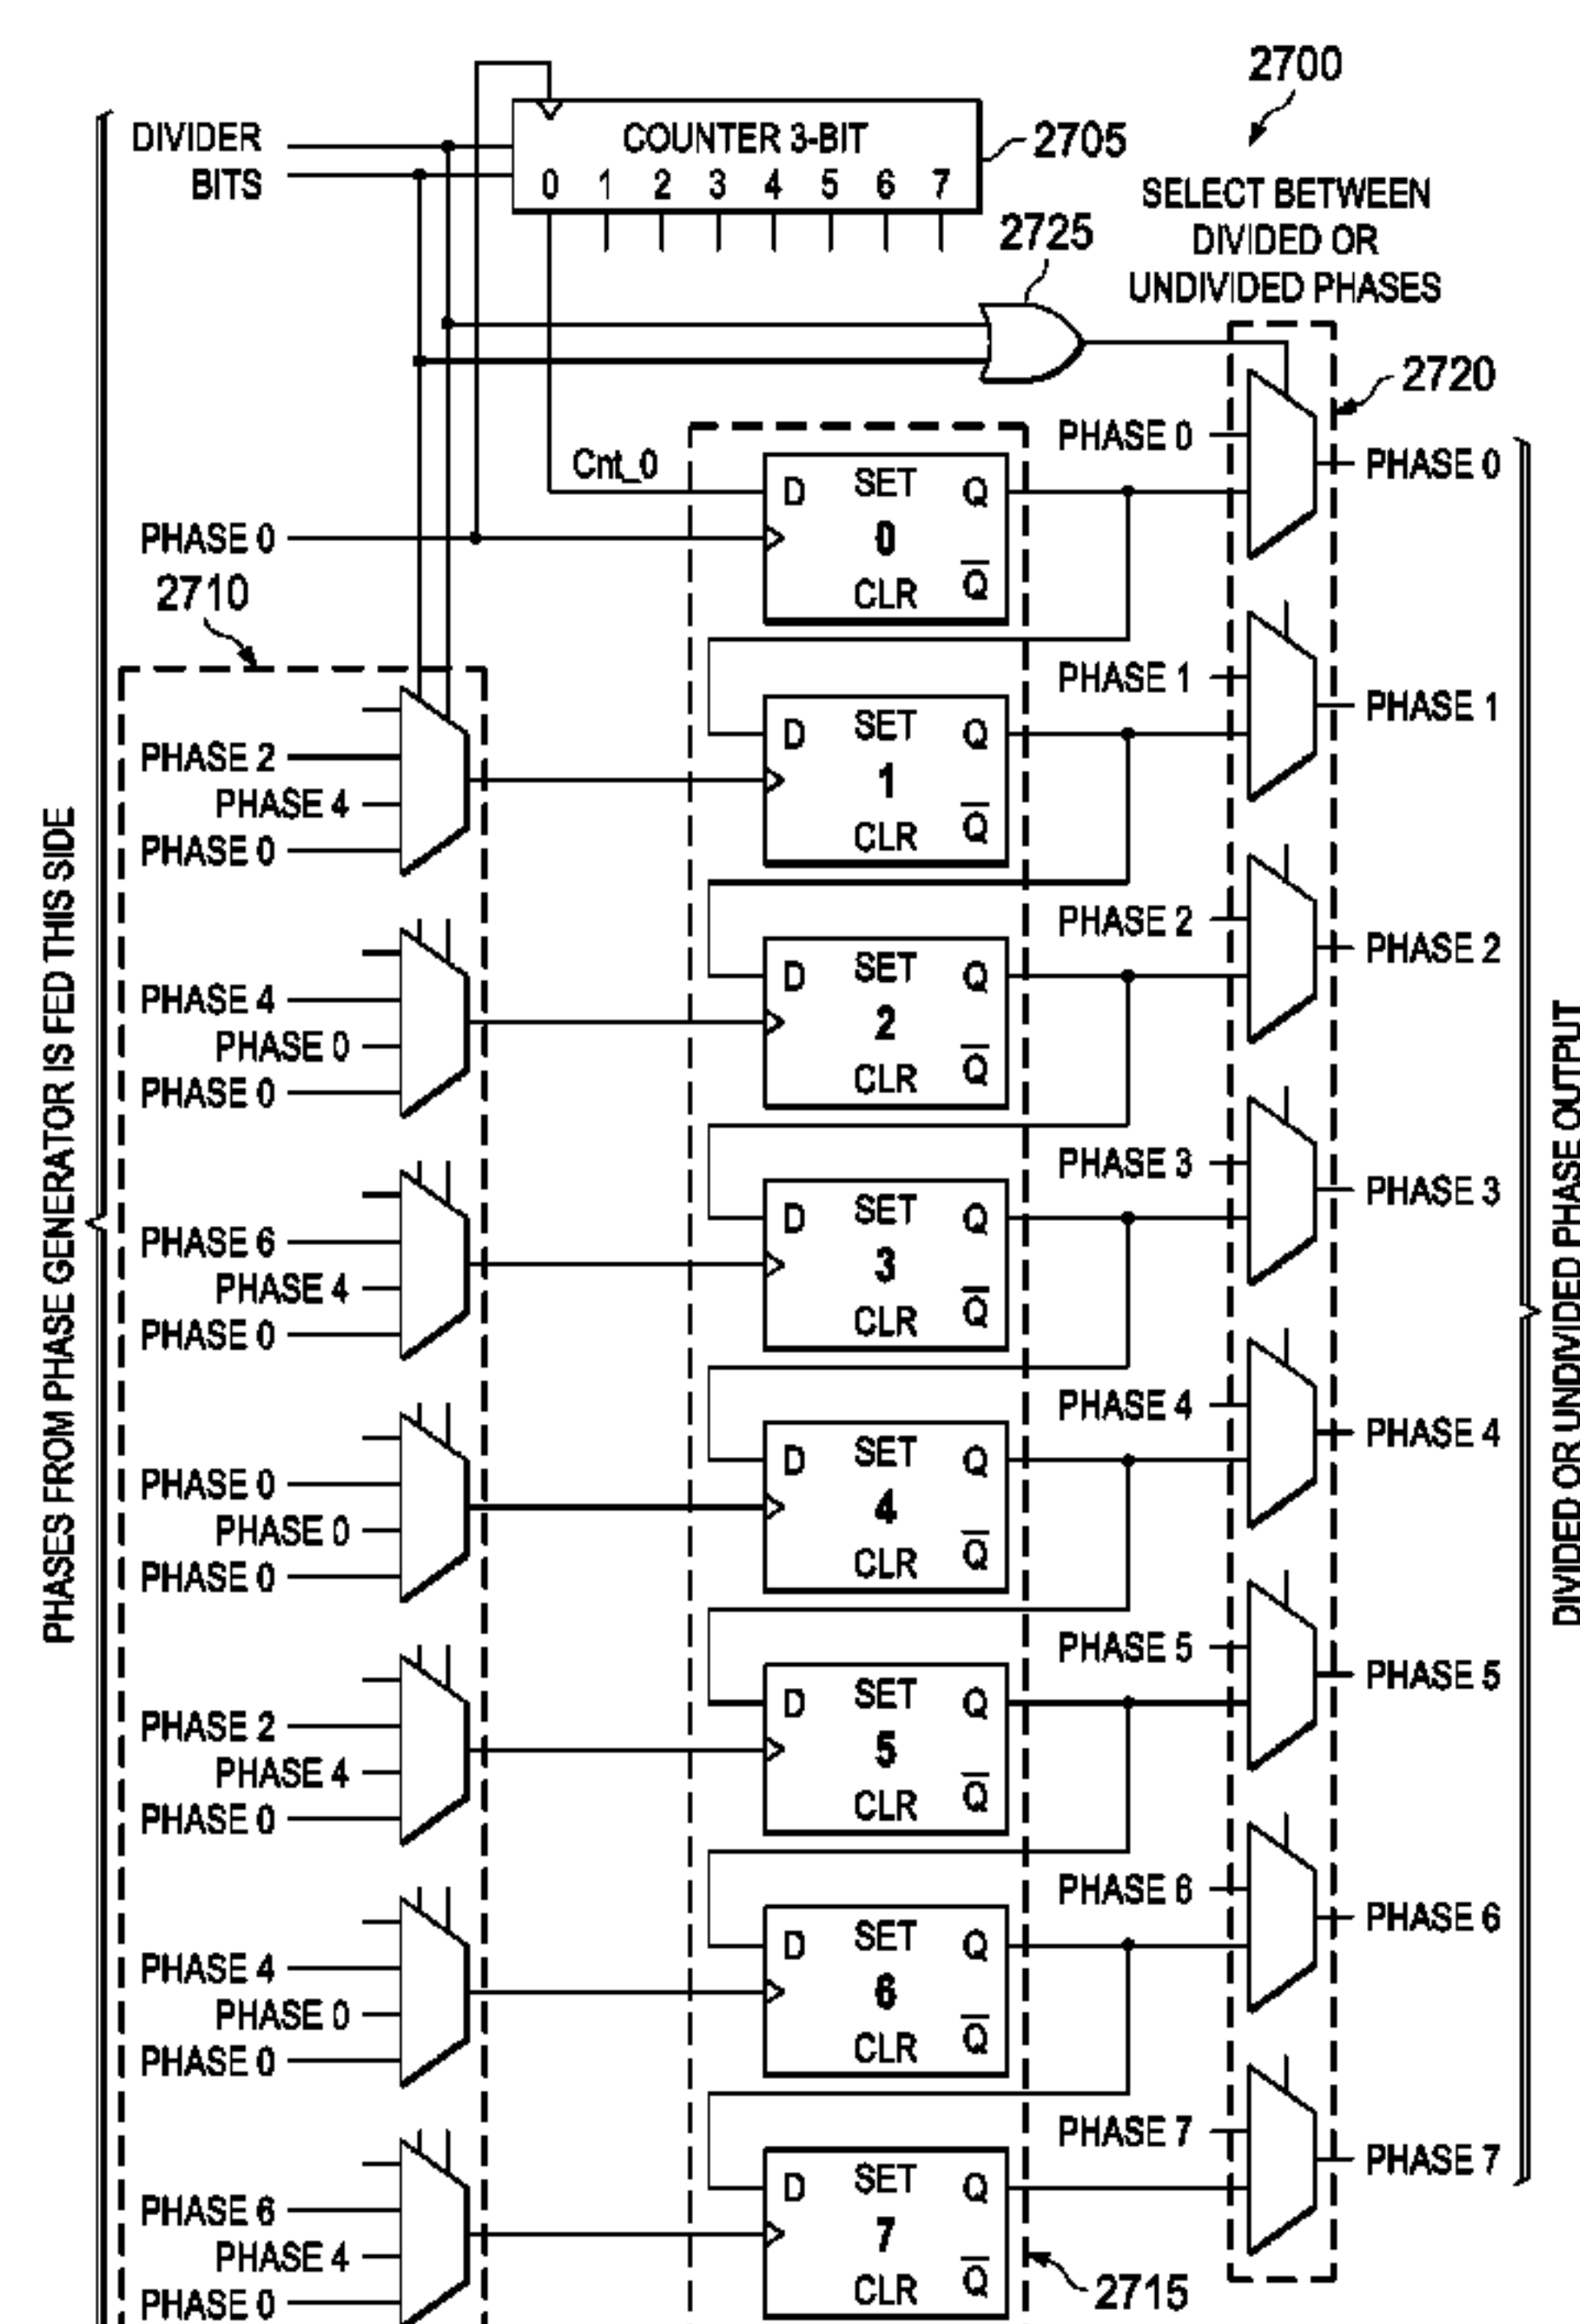 2700
DIVIDER
BITS
COUNTER 3-BIT
0 1 2 3 4 5 6 7
2705
SELECT BETWEEN
DIVIDED OR
UNDIVIDED PHASES
2725
2720
Cnt_0
PHASE 0
2710
D SET Q
0
CLR Q
PHASE 0
PHASE 0
PHASE 2
PHASE 4
PHASE 0
D SET Q
1
CLR Q
PHASE 1
PHASE 1
PHASE 4
PHASE 0
PHASE 0
D SET Q
2
CLR Q
PHASE 2
PHASE 2
PHASE 6
PHASE 4
PHASE 0
D SET Q
3
CLR Q
PHASE 3
PHASE 3
PHASE 0
PHASE 0
PHASE 0
D SET Q
4
CLR Q
PHASE 4
PHASE 4
PHASE 2
PHASE 4
PHASE 0
D SET Q
5
CLR Q
PHASE 5
PHASE 5
PHASE 4
PHASE 0
PHASE 0
D SET Q
6
CLR Q
PHASE 6
PHASE 6
PHASE 6
PHASE 4
PHASE 0
D SET Q
7
CLR Q
PHASE 7
PHASE 7
2715
PHASES FROM PHASE GENERATOR IS FED THIS SIDE
DIVIDED OR UNDIVIDED PHASE OUTPUT